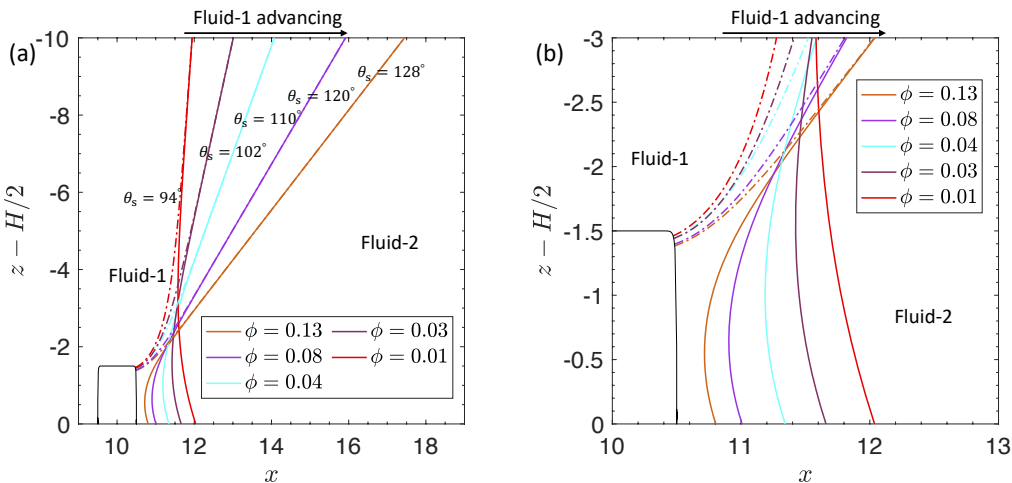 Fluid-1 advancing
(a)
-10
-8
-6
-4
-2
0
z − H/2
θs = 128°
θs = 120°
θs = 110°
θs = 102°
θs = 94°
Fluid-2
Fluid-1
ϕ = 0.13
ϕ = 0.03
ϕ = 0.08
ϕ = 0.01
ϕ = 0.04
10
12
14
16
18
x
Fluid-1 advancing
(b)
-3
-2.5
-2
-1.5
-1
-0.5
0
z − H/2
Fluid-1
ϕ = 0.13
ϕ = 0.08
ϕ = 0.04
ϕ = 0.03
ϕ = 0.01
Fluid-2
10
11
12
13
x